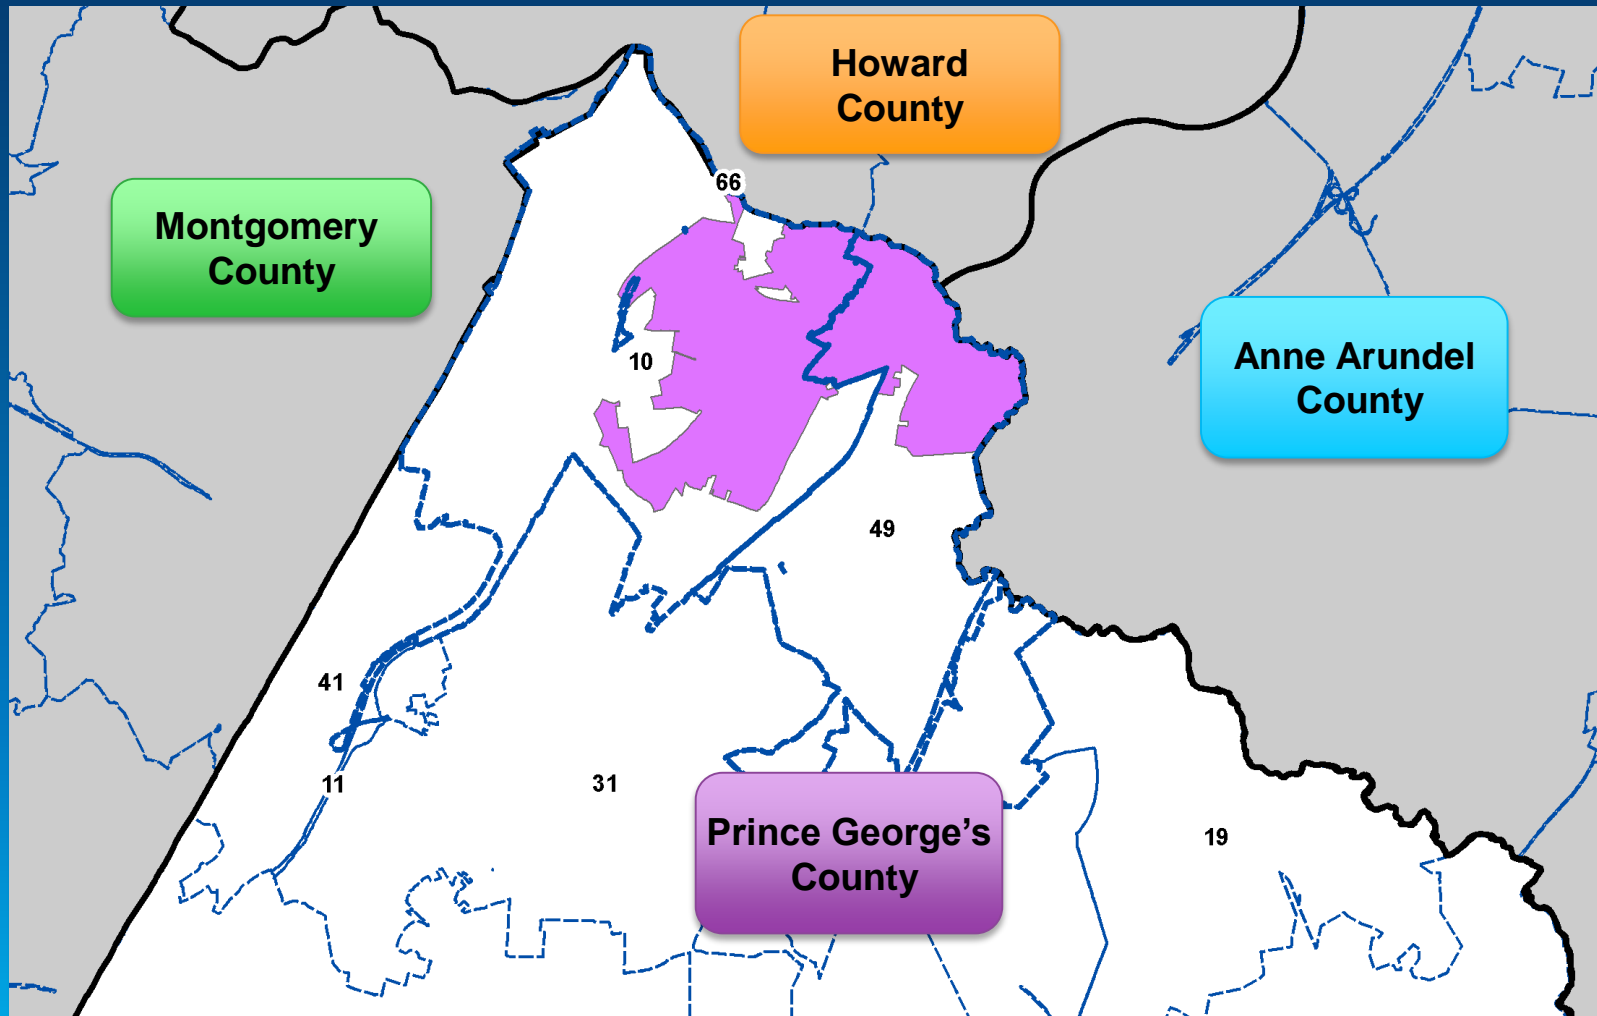 Howard
County
66
Montgomery
County
10
Anne Arundel
County
49
41
11
31
Prince George’s
County
19